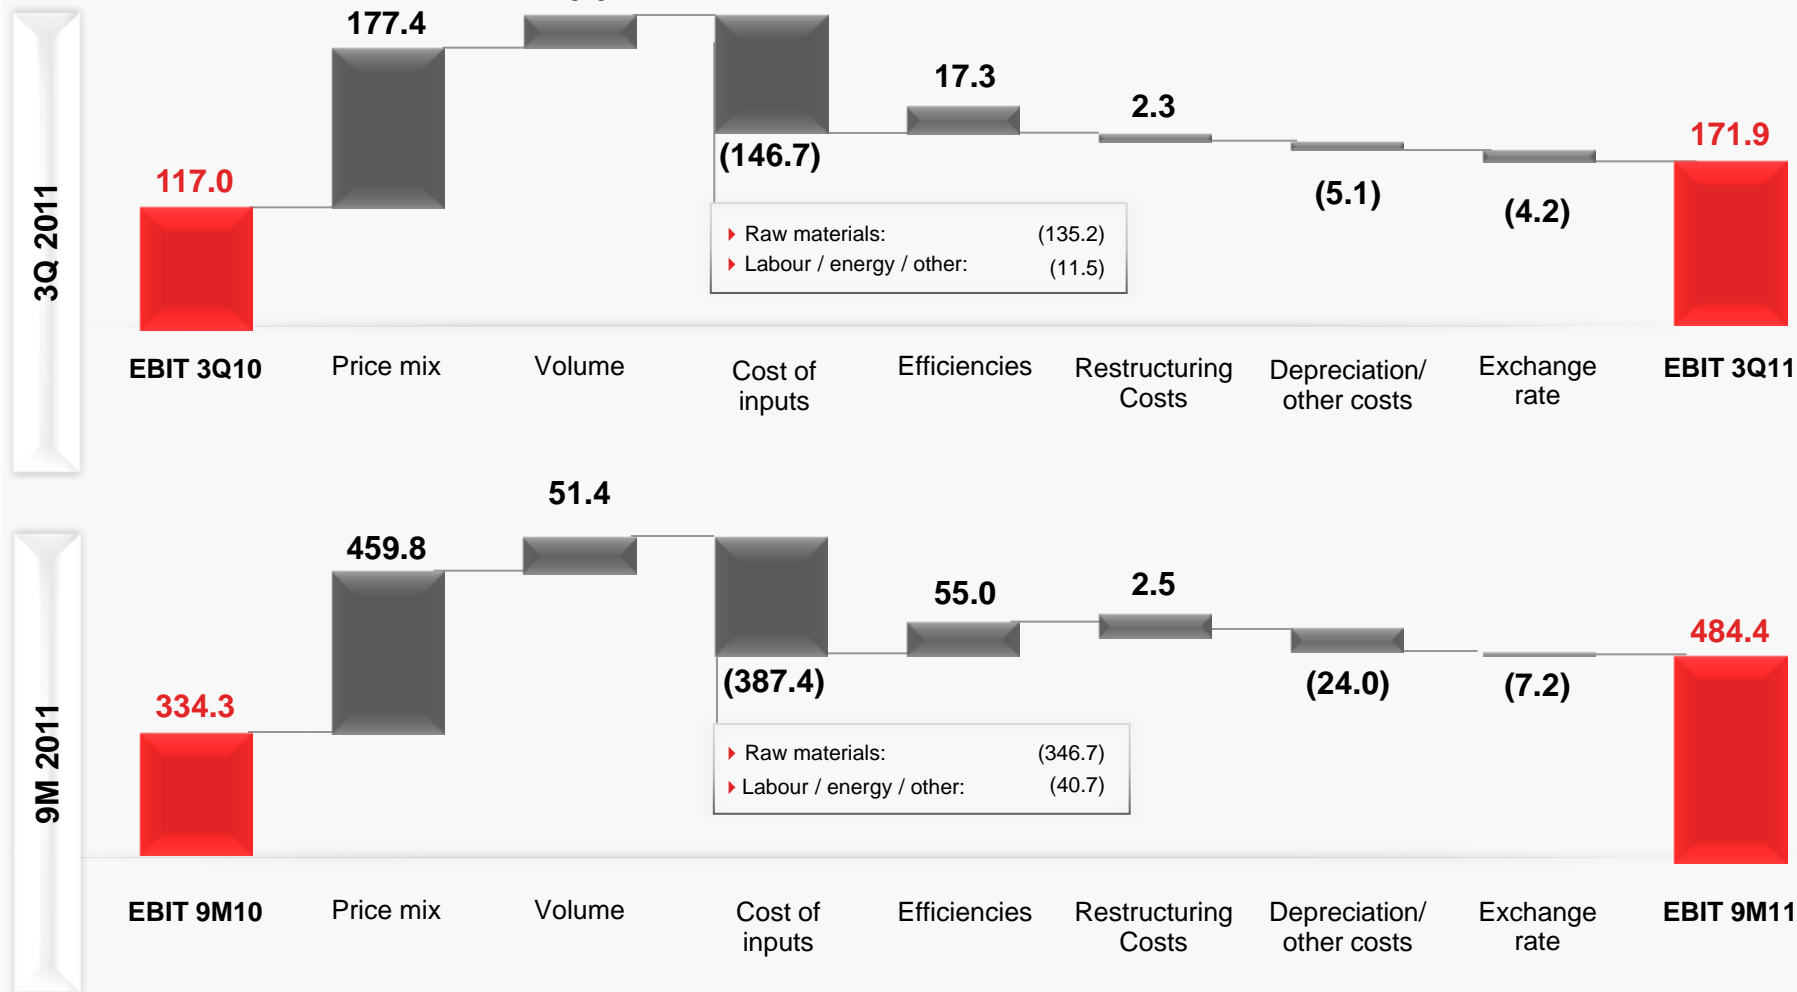 3Q 2011
177.4
17.3
2.3
171.9
117.0
(146.7)
(5.1)
(4.2)
Raw materials: (135.2)
Labour / energy / other: (11.5)
EBIT 3Q10 Price mix Volume Cost of inputs Efficiencies Restructuring Costs Depreciation/ other costs Exchange rate EBIT 3Q11
9M 2011
51.4
459.8
55.0
2.5
484.4
334.3
(387.4)
(24.0)
(7.2)
Raw materials: (346.7)
Labour / energy / other: (40.7)
EBIT 9M10 Price mix Volume Cost of inputs Efficiencies Restructuring Costs Depreciation/ other costs Exchange rate EBIT 9M11